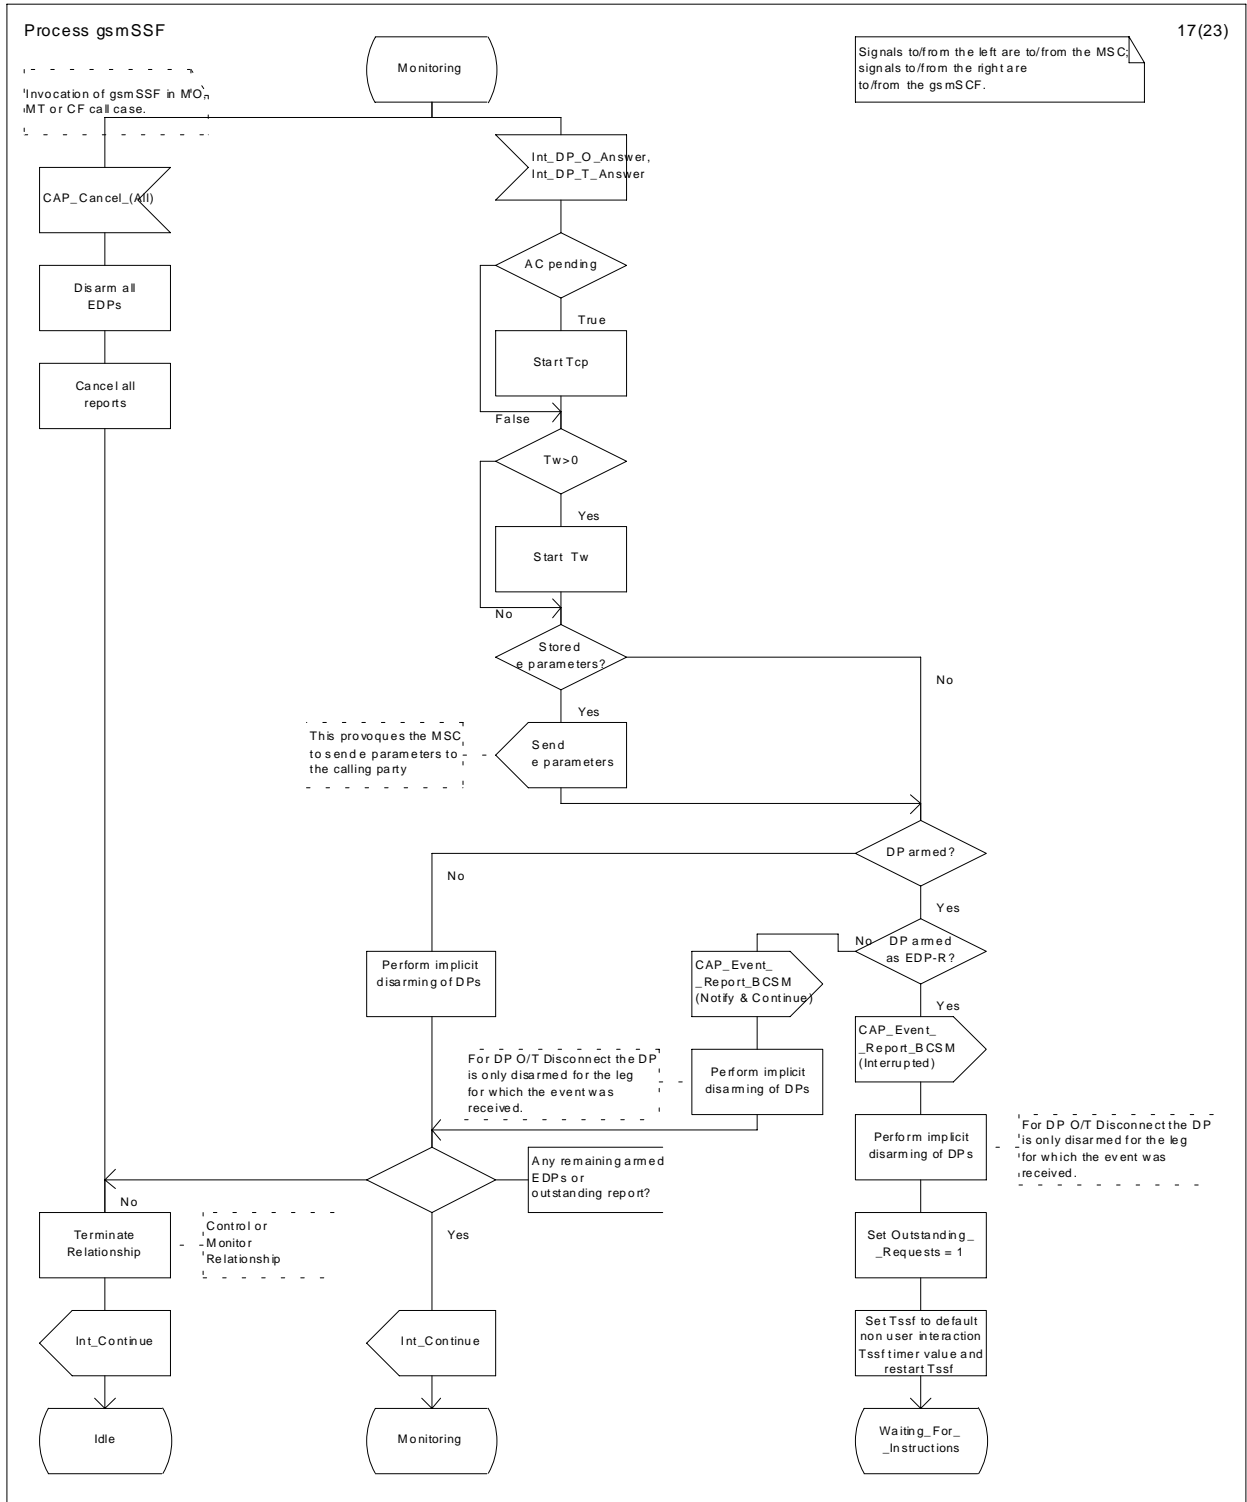 Process gsmSSF
17(23)
Invocation of gsmSSF in MO,
MT or CF call case.
Monitoring
Signals to/from the left are to/from the MSC;
signals to/from the right are
to/from the gsmSCF.
CAP_Cancel_(All)
Int_DP_O_Answer,
Int_DP_T_Answer
Disarm all
EDPs
AC pending
True
Cancel all
reports
Start Tcp
False
Tw>0
Yes
Start Tw
No
Stored
e parameters?
No
Yes
This provoques the MSC
to send e parameters to
the calling party
Send
e parameters
DP armed?
No
Yes
No
DP armed
as EDP-R?
Yes
Perform implicit
disarming of DPs
CAP_Event_
_Report_BCSM
(Notify & Continue)
CAP_Event_
_Report_BCSM
(Interrupted)
For DP O/T Disconnect the DP
is only disarmed for the leg
for which the event was
received.
Perform implicit
disarming of DPs
Perform implicit
disarming of DPs
For DP O/T Disconnect the DP
is only disarmed for the leg
for which the event was
received.
Any remaining armed
EDPs or
outstanding report?
No
Yes
Terminate
Relationship
Control or
Monitor
Relationship
Set Outstanding_
_Requests = 1
Int_Continue
Int_Continue
Set Tssf to default
non user interaction
Tssf timer value and
restart Tssf
Idle
Monitoring
Waiting_For_
_Instructions